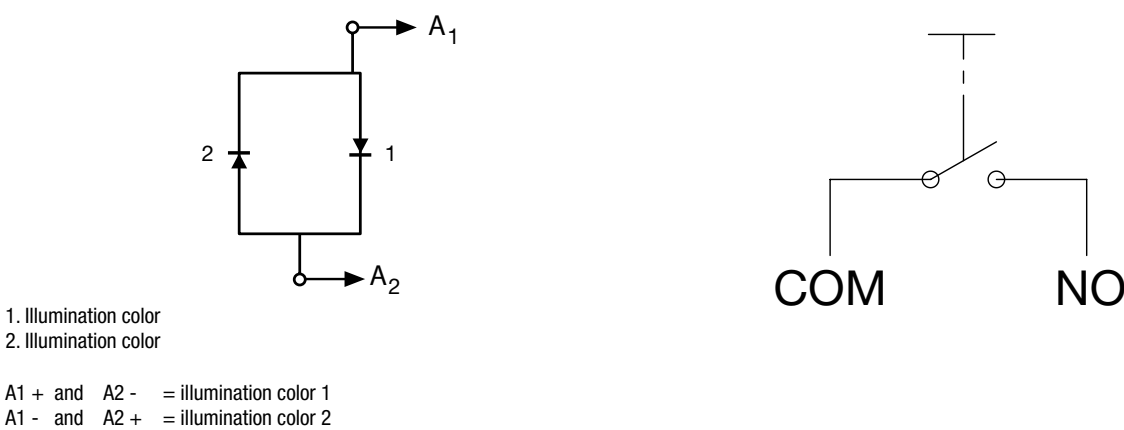 A1
2
1
A2
COM
NO
1. Illumination color
2. Illumination color
A1 + and A2 - = illumination color 1
A1 - and A2 + = illumination color 2